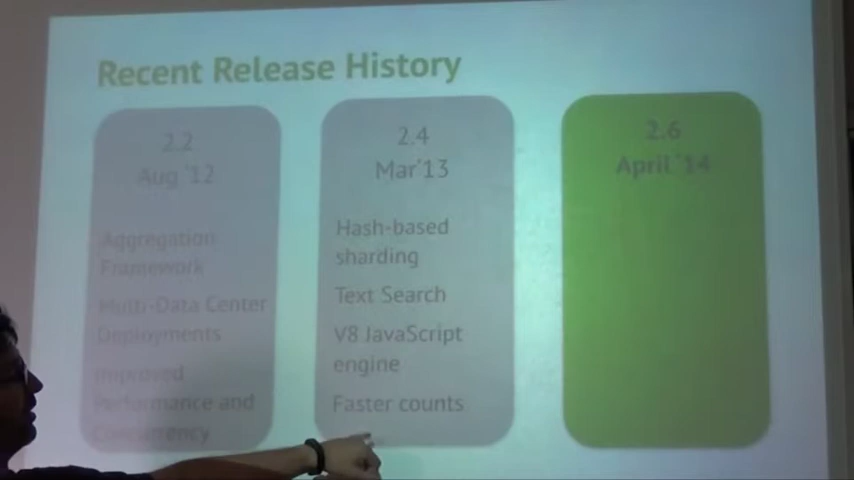 Recent Release History
2.2
Aug '12
Aggregation
Framework
Multi-Data Center
Deployments
Improved
Performance and
Concurrency
2.4
Mar'13
Hash-based
sharding
Text Search
V8 JavaScript
engine
Faster counts
2.6
April '14